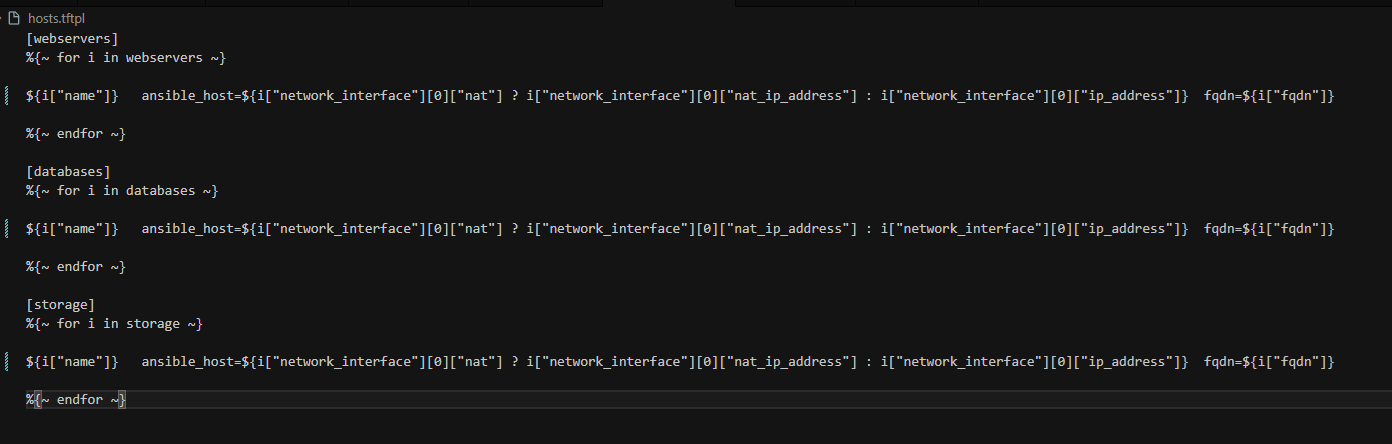 hosts.tftpl
[webservers]
%{~ for i in webservers ~}
${i["name"]}   ansible_host=${i["network_interface"][0]["nat"] ? i["network_interface"][0]["nat_ip_address"] : i["network_interface"][0]["ip_address"]}  fqdn=${i["fqdn"]}
%{~ endfor ~}
[databases]
%{~ for i in databases ~}
${i["name"]}   ansible_host=${i["network_interface"][0]["nat"] ? i["network_interface"][0]["nat_ip_address"] : i["network_interface"][0]["ip_address"]}  fqdn=${i["fqdn"]}
%{~ endfor ~}
[storage]
%{~ for i in storage ~}
${i["name"]}   ansible_host=${i["network_interface"][0]["nat"] ? i["network_interface"][0]["nat_ip_address"] : i["network_interface"][0]["ip_address"]}  fqdn=${i["fqdn"]}
%{~ endfor ~}